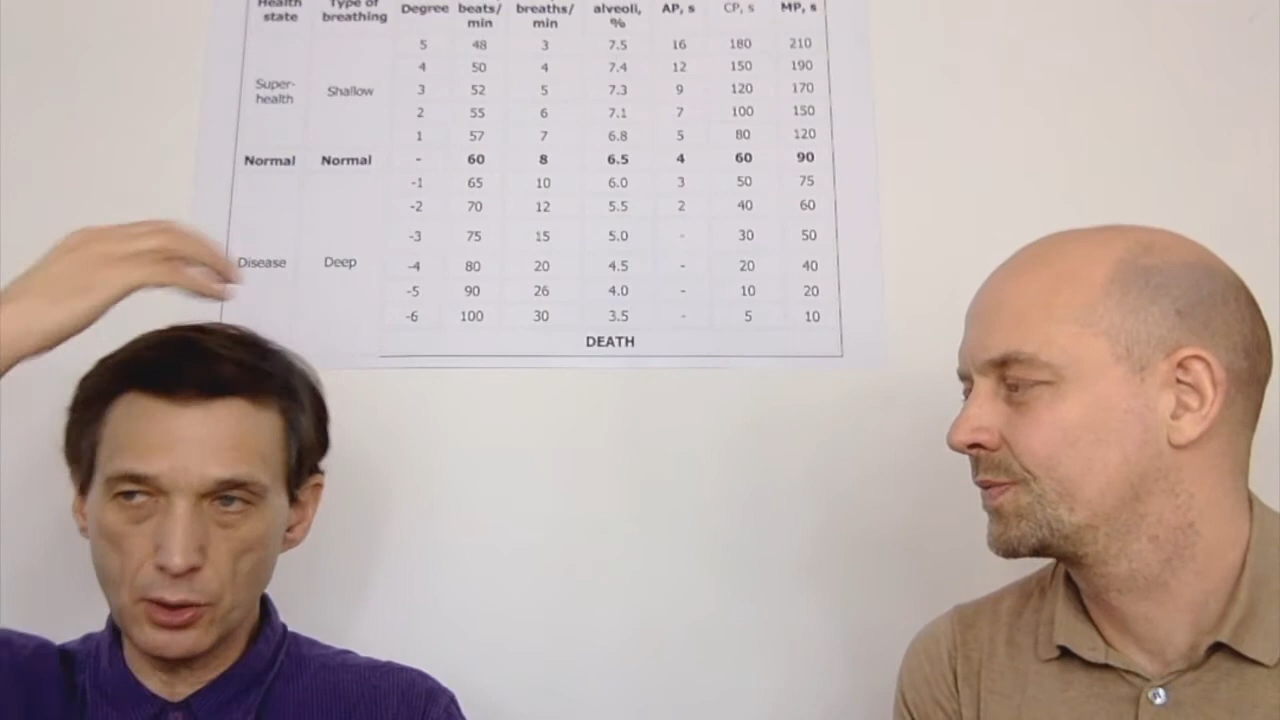 Health state Type of breathing Degree beats/ min breaths/ min alveoli, % AP, s CP, s MP, s
5 48 3 7.5 16 180 210
4 50 4 7.4 12 150 190
Super- health Shallow 3 52 5 7.3 9 120 170
2 55 6 7.1 7 100 150
1 57 7 6.8 5 80 120
Normal Normal - 60 8 6.5 4 60 90
-1 65 10 6.0 3 50 75
-2 70 12 5.5 2 40 60
-3 75 15 5.0 - 30 50
Disease Deep -4 80 20 4.5 - 20 40
-5 90 26 4.0 - 10 20
-6 100 30 3.5 - 5 10
DEATH